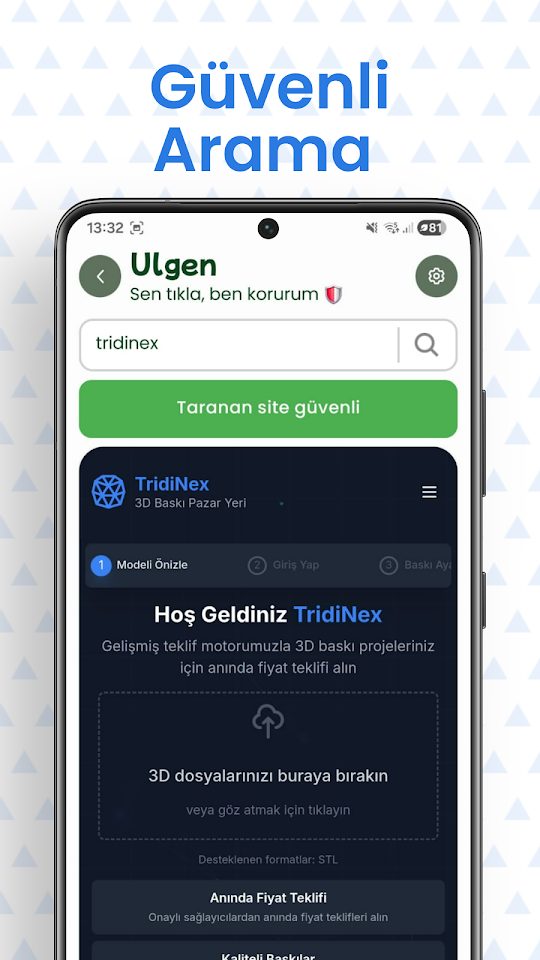 Güvenli
Arama
13:32
81
Ulgen
Sen tıkla, ben korurum
tridinex
Taranan site güvenli
TridiNex
3D Baskı Pazar Yeri
1 Modeli Önizle 2 Giriş Yap 3 Baskı Aya
Hoş Geldiniz TridiNex
Gelişmiş teklif motorumuzla 3D baskı projeleriniz
için anında fiyat teklifi alın
3D dosyalarınızı buraya bırakın
veya göz atmak için tıklayın
Desteklenen formatlar: STL
Anında Fiyat Teklifi
Onaylı sağlayıcılardan anında fiyat teklifleri alın
Kaliteli Baskılar